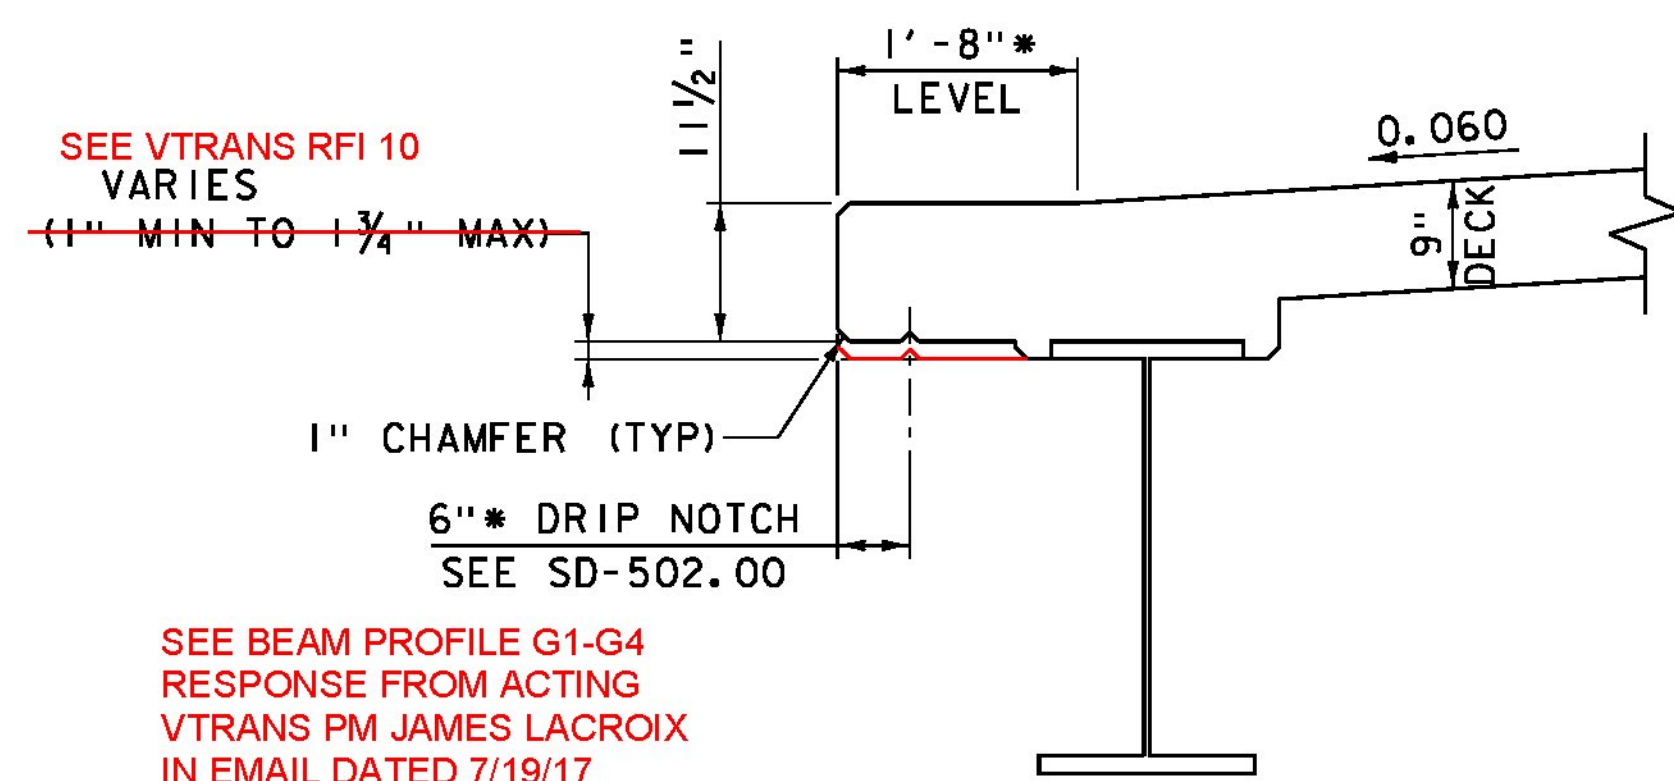 1'-8"*
LEVEL
11½"
0.060
9"
DECK
SEE VTRANS RFI 10
VARIES
(1" MIN TO 1¾" MAX)
1" CHAMFER (TYP)
6"* DRIP NOTCH
SEE SD-502.00
SEE BEAM PROFILE G1-G4
RESPONSE FROM ACTING
VTRANS PM JAMES LACROIX
IN EMAIL DATED 7/19/17